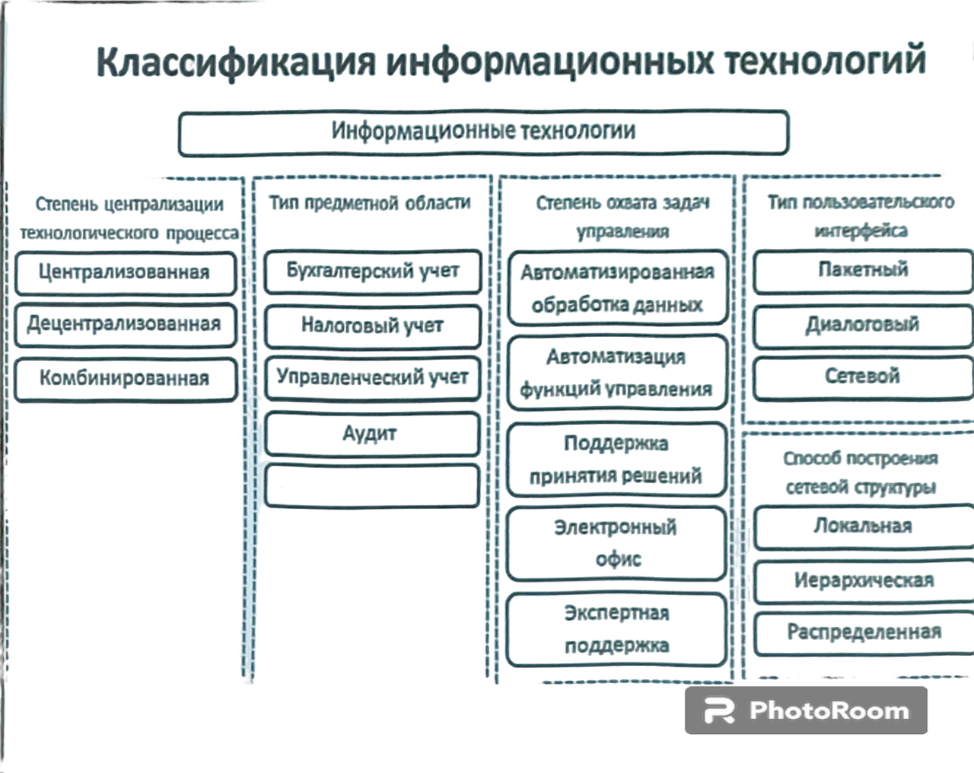 Классификация информационных технологий
Информационные технологии
Степень централизации
технологического процесса
Централизованная
Децентрализованная
Комбинированная
Тип предметной области
Бухгалтерский учет
Налоговый учет
Управленческий учет
Аудит
Степень охвата задач
управления
Автоматизированная
обработка данных
Автоматизация
функций управления
Поддержка
принятия решений
Электронный
офис
Экспертная
поддержка
Тип пользовательского
интерфейса
Пакетный
Диалоговый
Сетевой
Способ построения
сетевой структуры
Локальная
Иерархическая
Распределенная
PhotoRoom